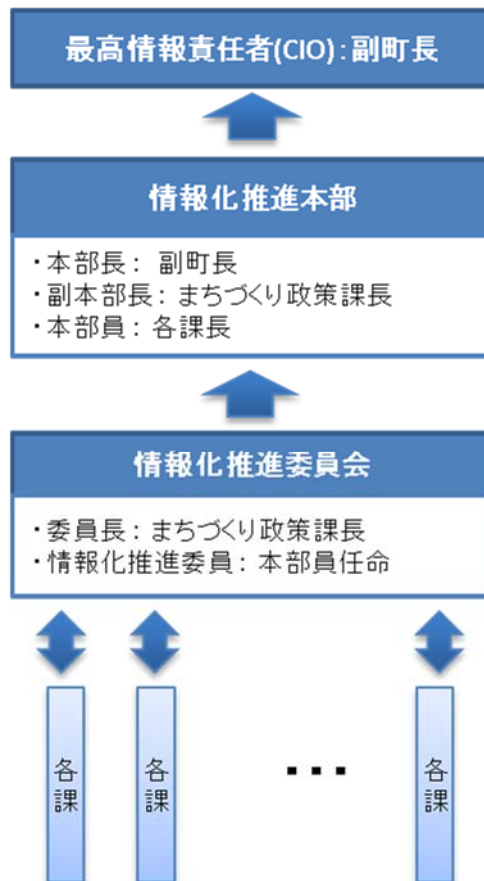 最高情報責任者(CIO):副町長
情報化推進本部
・本部長： 副町長
・副本部長：まちづくり政策課長
・本部員：各課長
情報化推進委員会
・委員長：まちづくり政策課長
・情報化推進委員：本部員任命
各課
各課
・・・
各課